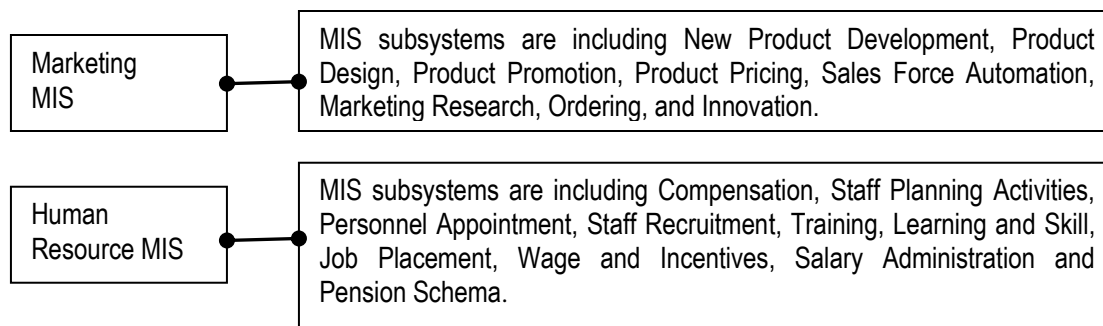 Marketing
MIS
MIS subsystems are including New Product Development, Product
Design, Product Promotion, Product Pricing, Sales Force Automation,
Marketing Research, Ordering, and Innovation.
Human
Resource MIS
MIS subsystems are including Compensation, Staff Planning Activities,
Personnel Appointment, Staff Recruitment, Training, Learning and Skill,
Job Placement, Wage and Incentives, Salary Administration and
Pension Schema.